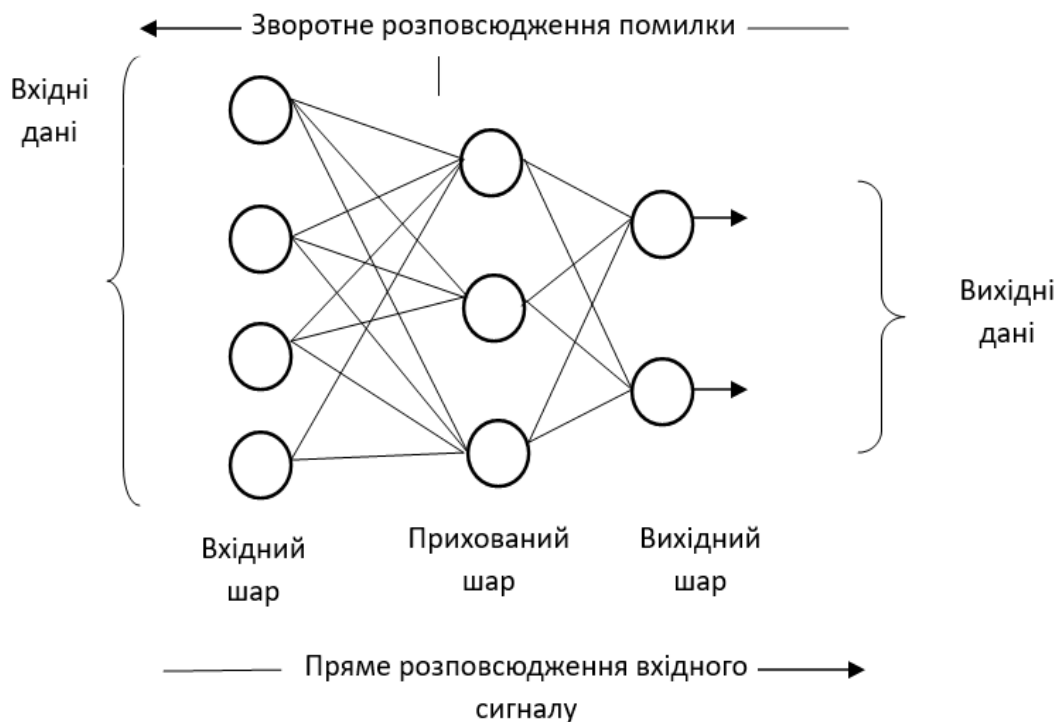 Зворотне розповсюдження помилки
Вхідні
дані
Вихідні
дані
Вхідний
шар
Прихований
шар
Вихідний
шар
Пряме розповсюдження вхідного
сигналу